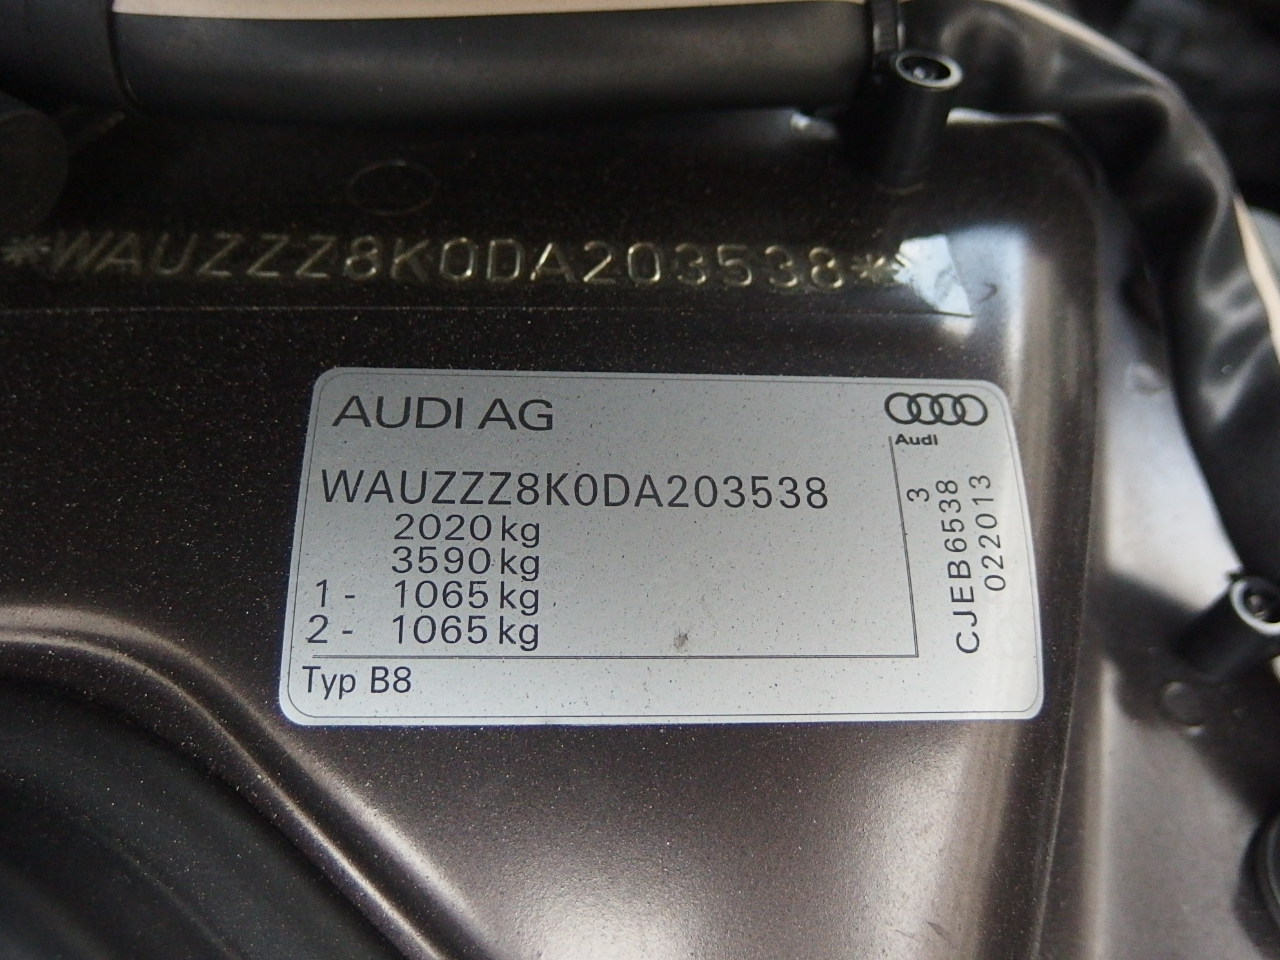 *WAUZZZ8K0DA203538*
AUDI AG
Audi
WAUZZZ8K0DA203538
2020 kg
3590 kg
1 - 1065 kg
2 - 1065 kg
Typ B8
3
CJEB6538
022013